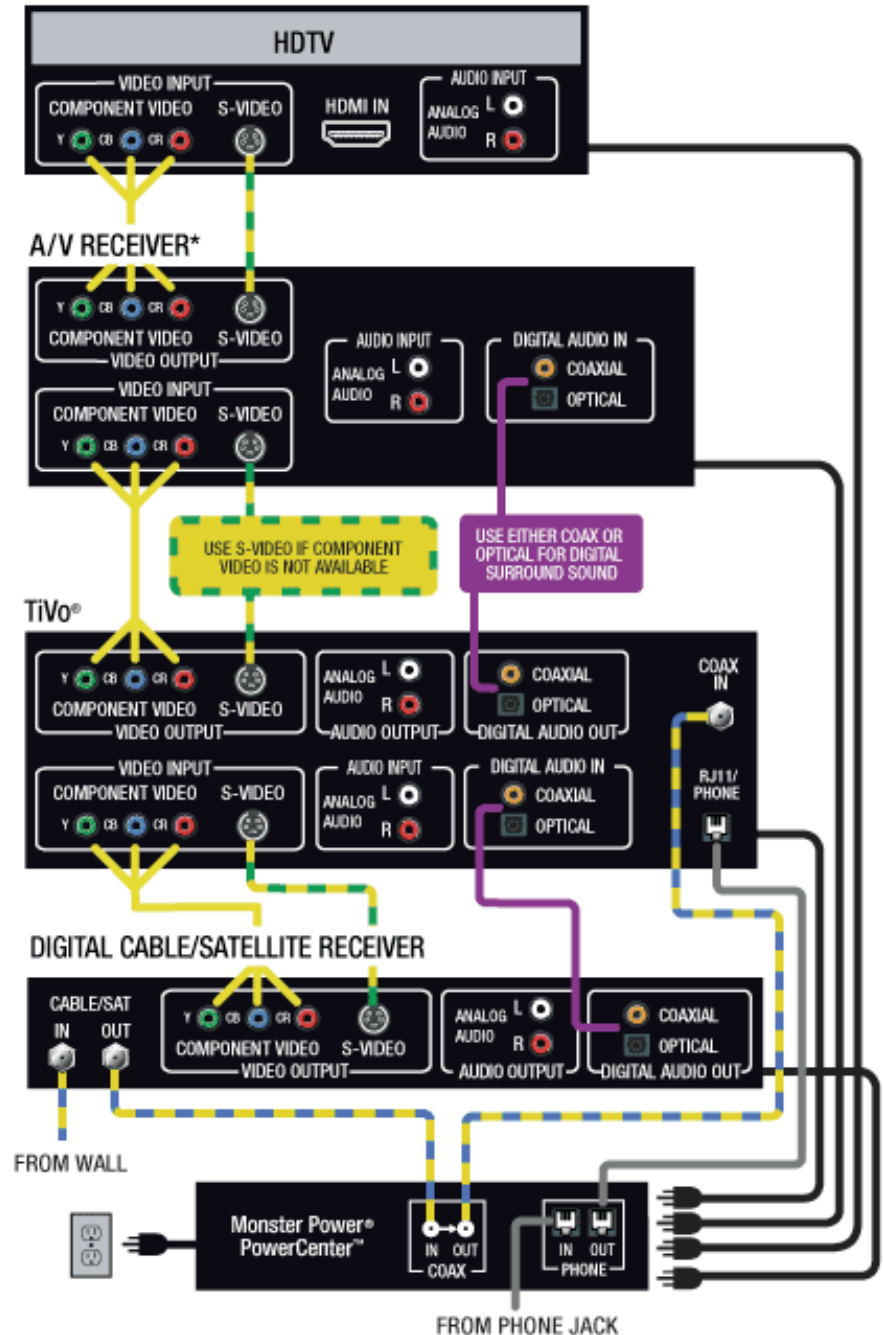 HDTV
VIDEO INPUT
COMPONENT VIDEO
S-VIDEO
Y
CB
CR
HDMI IN
AUDIO INPUT
ANALOG
AUDIO
L
R
A/V RECEIVER*
Y
CB
CR
COMPONENT VIDEO
S-VIDEO
VIDEO OUTPUT
VIDEO INPUT
COMPONENT VIDEO
S-VIDEO
Y
CB
CR
AUDIO INPUT
ANALOG
AUDIO
L
R
DIGITAL AUDIO IN
COAXIAL
OPTICAL
USE S-VIDEO IF COMPONENT
VIDEO IS NOT AVAILABLE
USE EITHER COAX OR
OPTICAL FOR DIGITAL
SURROUND SOUND
TiVo®
Y
CB
CR
COMPONENT VIDEO
S-VIDEO
VIDEO OUTPUT
ANALOG
AUDIO
L
R
AUDIO OUTPUT
COAXIAL
OPTICAL
DIGITAL AUDIO OUT
COAX
IN
VIDEO INPUT
COMPONENT VIDEO
S-VIDEO
Y
CB
CR
AUDIO INPUT
ANALOG
AUDIO
L
R
DIGITAL AUDIO IN
COAXIAL
OPTICAL
RJ11/
PHONE
DIGITAL CABLE/SATELLITE RECEIVER
CABLE/SAT
IN
OUT
Y
CB
CR
COMPONENT VIDEO
S-VIDEO
VIDEO OUTPUT
ANALOG
AUDIO
L
R
AUDIO OUTPUT
COAXIAL
OPTICAL
DIGITAL AUDIO OUT
FROM WALL
Monster Power®
PowerCenter™
IN
OUT
COAX
IN
OUT
PHONE
FROM PHONE JACK